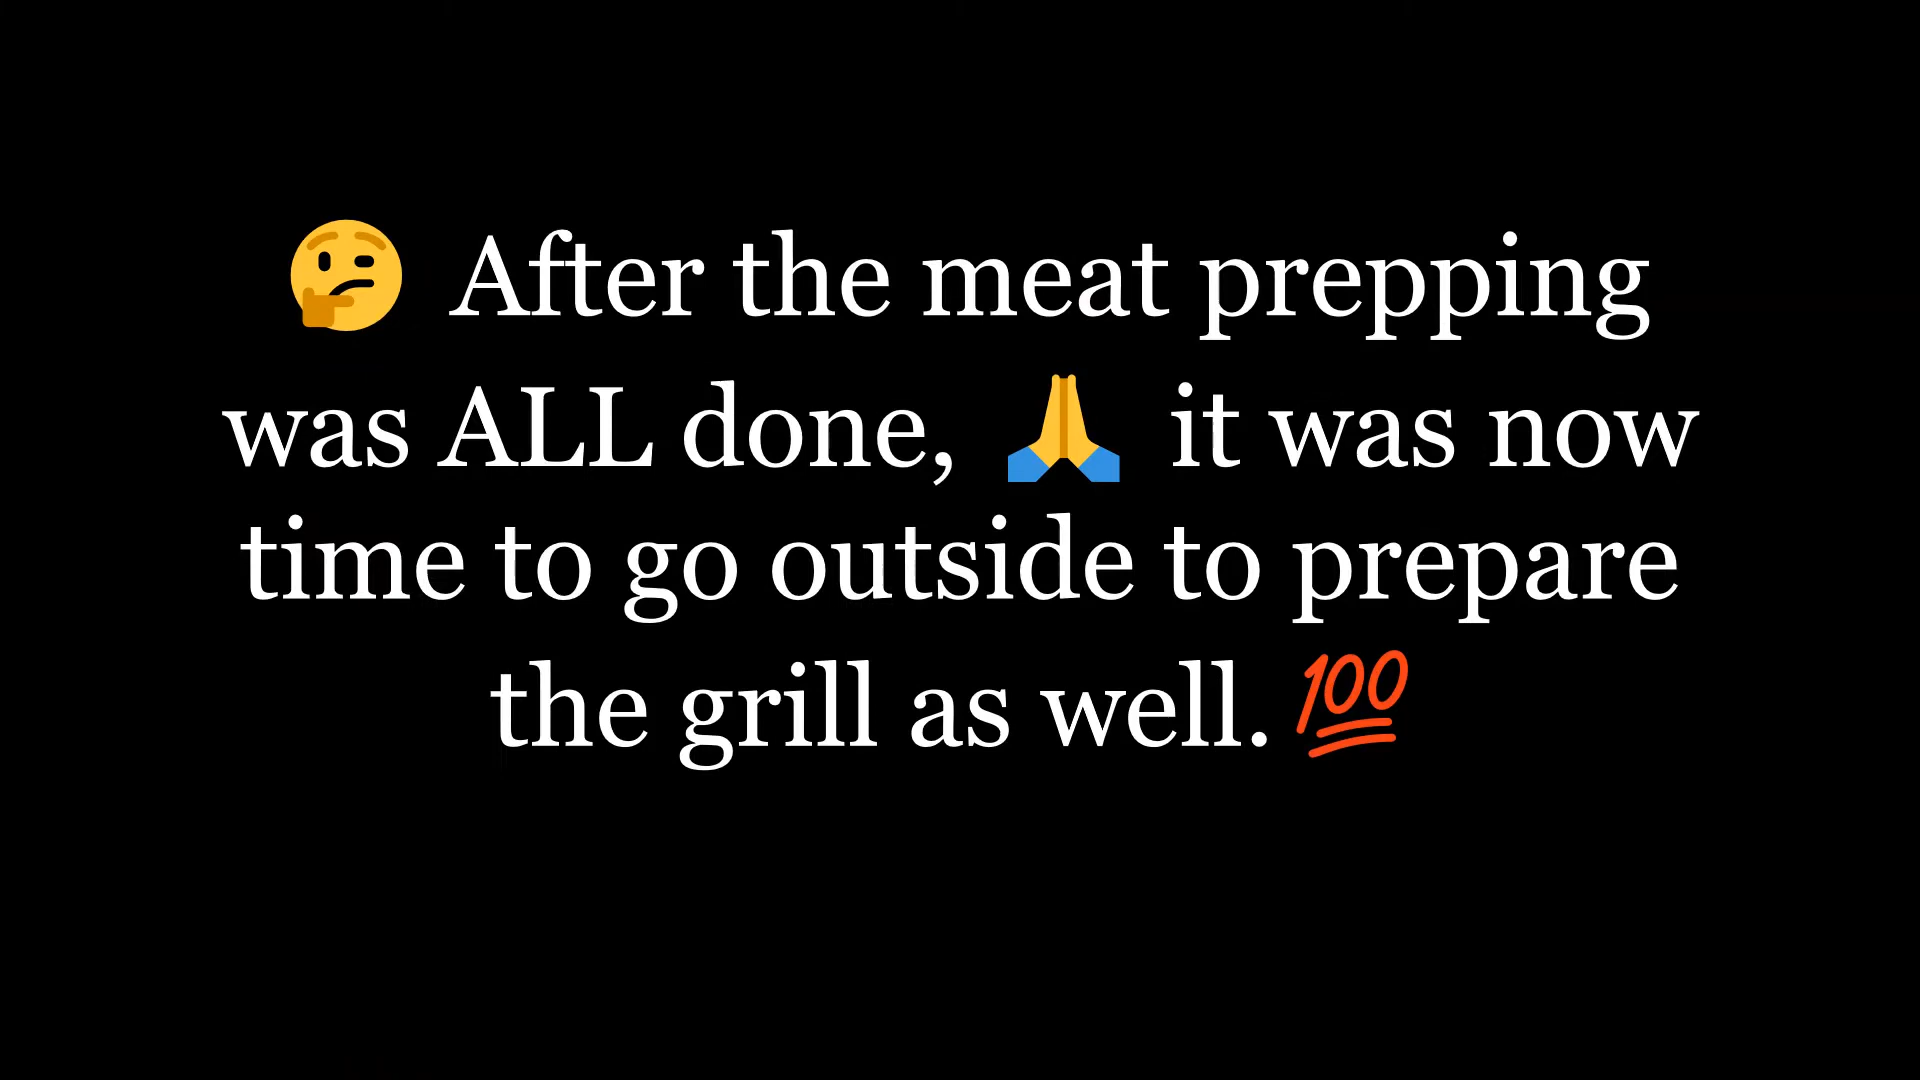 🤔 After the meat prepping
was ALL done, 🙏 it was now
time to go outside to prepare
the grill as well. 💯